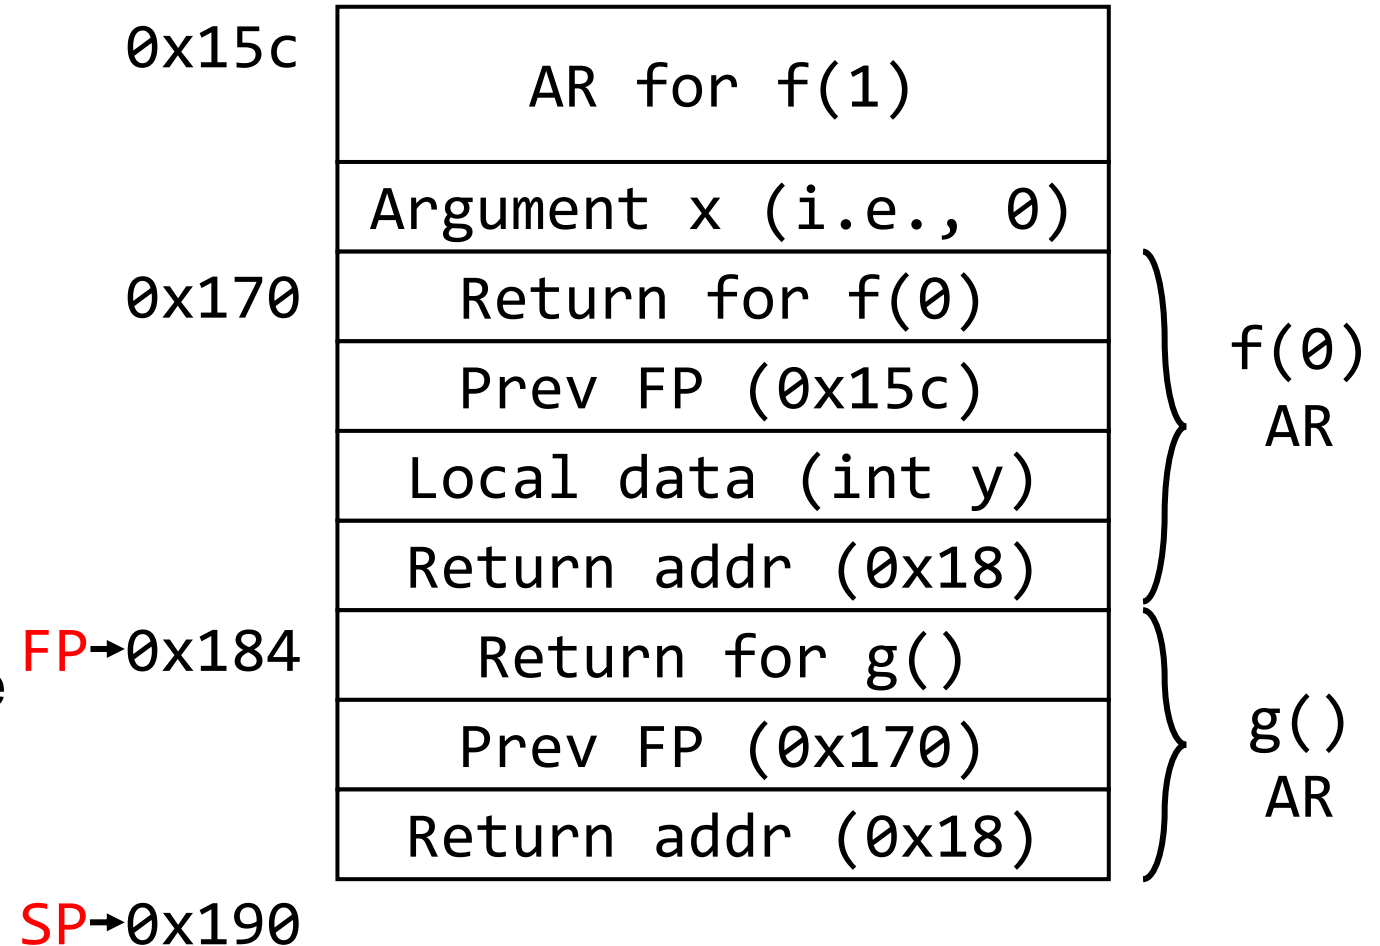 0x15c
AR for f(1)
Argument x (i.e., 0)
0x170
Return for f(0)
Prev FP (0x15c)
Local data (int y)
Return addr (0x18)
f(0)
AR
e
FP→0x184
Return for g()
Prev FP (0x170)
Return addr (0x18)
g()
AR
SP→0x190